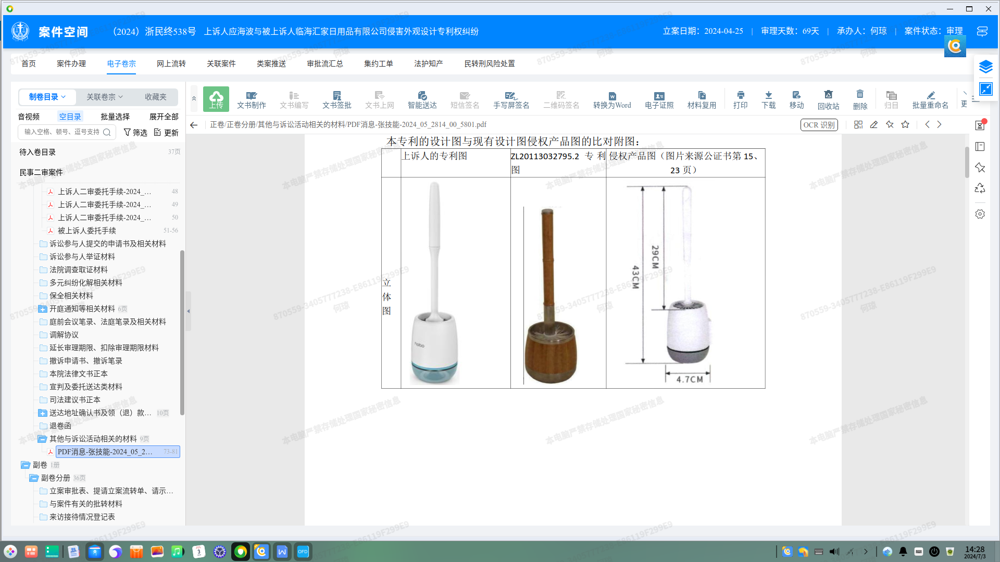 案件空间
（2024）浙民终538号 上诉人应海波与被上诉人临海汇家日用品有限公司侵害外观设计专利权纠纷
立案日期：2024-04-25 | 审理天数：69天 | 承办人：何琼 | 案件状态：审理
首页 案件办理 电子卷宗 网上流转 关联案件 类案推送 审批流汇总 集约工单 法护知产 民转刑风险处置
制卷目录 关联卷宗 收藏夹
音视频 空目录 批量选择 展开全部
输入空格、顿号、逗号支持 筛选 更新
上传 文书制作 文书编写 文书签批 文书上网 智能送达 短信签名 手写屏签名 二维码签名 转换为Word 电子证照 材料复用 打印 下载 移动 回收站 删除 归目 批量重命名 更
正卷/正卷分册/其他与诉讼活动相关的材料/PDF消息-张技能-2024_05_2814_00_5801.pdf
OCR 识别
待入卷目录 37页
民事二审案件
上诉人二审委托手续-2024_... 48
上诉人二审委托手续-2024_... 49
上诉人二审委托手续-2024_... 50
被上诉人委托手续 51-56
诉讼参与人提交的申请书及相关材料
诉讼参与人举证材料
法院调查取证材料
多元纠纷化解相关材料
保全相关材料
开庭通知等相关材料 6页
庭前会议笔录、法庭笔录及相关材料
调解协议
延长审理期限、扣除审理期限材料
撤诉申请书、撤诉笔录
本院法律文书正本
宣判及委托送达类材料
司法建议书正本
送达地址确认书及领（退）款... 10页
退卷函
其他与诉讼活动相关的材料 9页
PDF消息-张技能-2024_05_2... 73-81
副卷 1册
副卷分册 36页
立案审批表、提请立案流转单、请示...
与案件有关的批转材料
来访接待情况登记表
本专利的设计图与现有设计图侵权产品图的比对附图：
上诉人的专利图
ZL20113032795.2 专 利
图
侵权产品图（图片来源公证书第 15、
23 页）
立
体
图
29CM
43CM
4.7CM
本电脑严禁存储处理国家秘密信息
870559-3405777238-E86119F299E9
何琼
JUL
3
OFD
14:28
2024/7/3